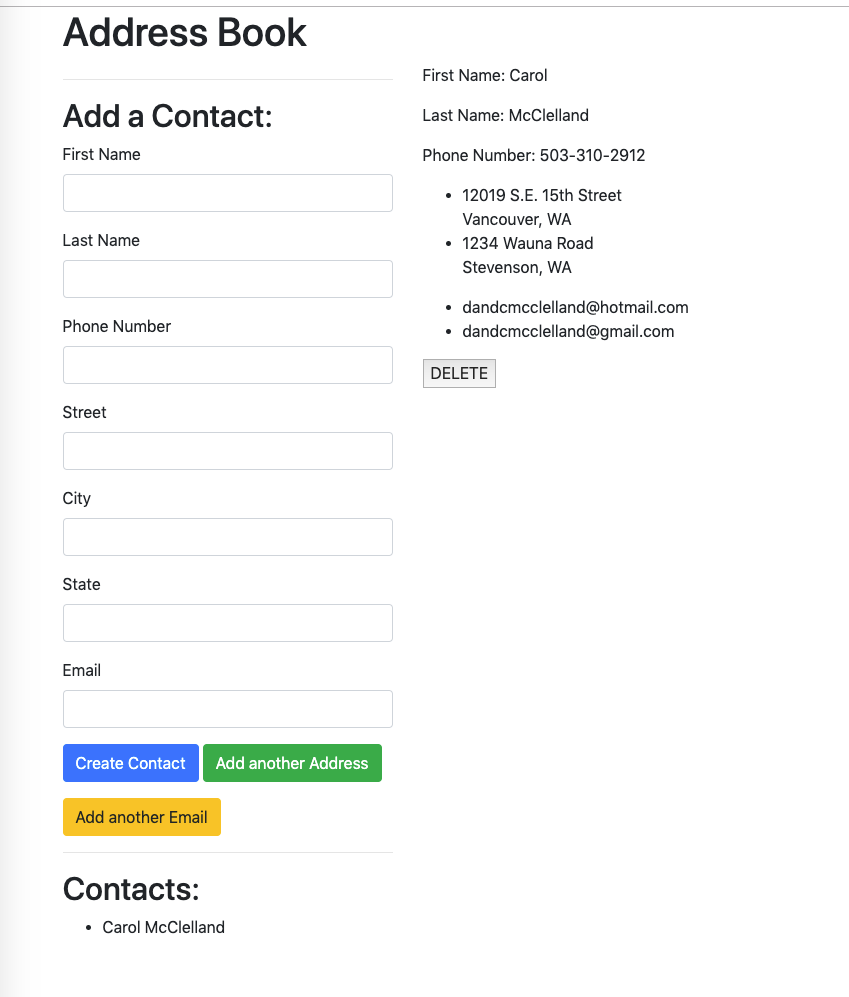 Address Book
Add a Contact:
First Name
Last Name
Phone Number
Street
City
State
Email
Create Contact
Add another Address
Add another Email
Contacts:
Carol McClelland
First Name: Carol
Last Name: McClelland
Phone Number: 503-310-2912
12019 S.E. 15th Street
Vancouver, WA
1234 Wauna Road
Stevenson, WA
dandcmcclelland@hotmail.com
dandcmcclelland@gmail.com
DELETE